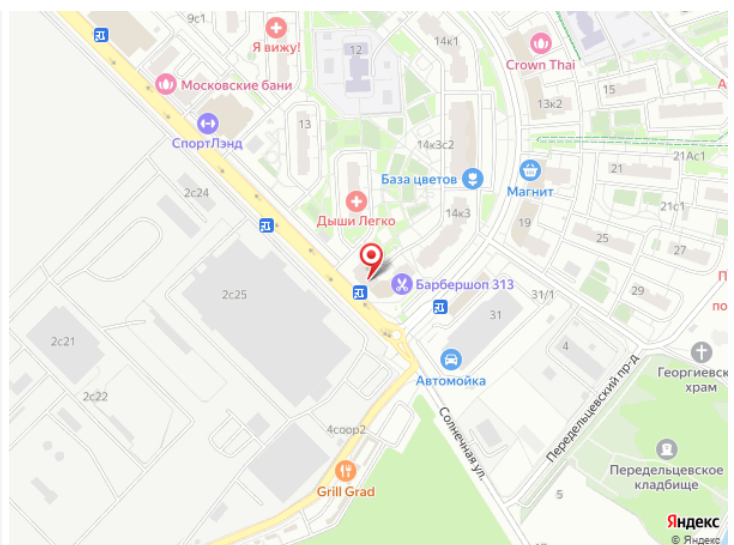 9с1
Я вижу!
12
14к1
Crown Thai
15
А
13к2
Московские бани
13
СпортЛэнд
14к3с2
21Ас1
База цветов
Магнит
21
2с24
Дыши Легко
14к3
19
21с1
25
27
2с25
Барбершоп 313
31/1
29
П
по
31
2с21
4
Автомойка
Георгиевск
храм
2с22
Передельцевский пр-д
4соор2
Солнечная ул.
Grill Grad
Передельцевское
кладбище
5
Яндекс
© Яндекс